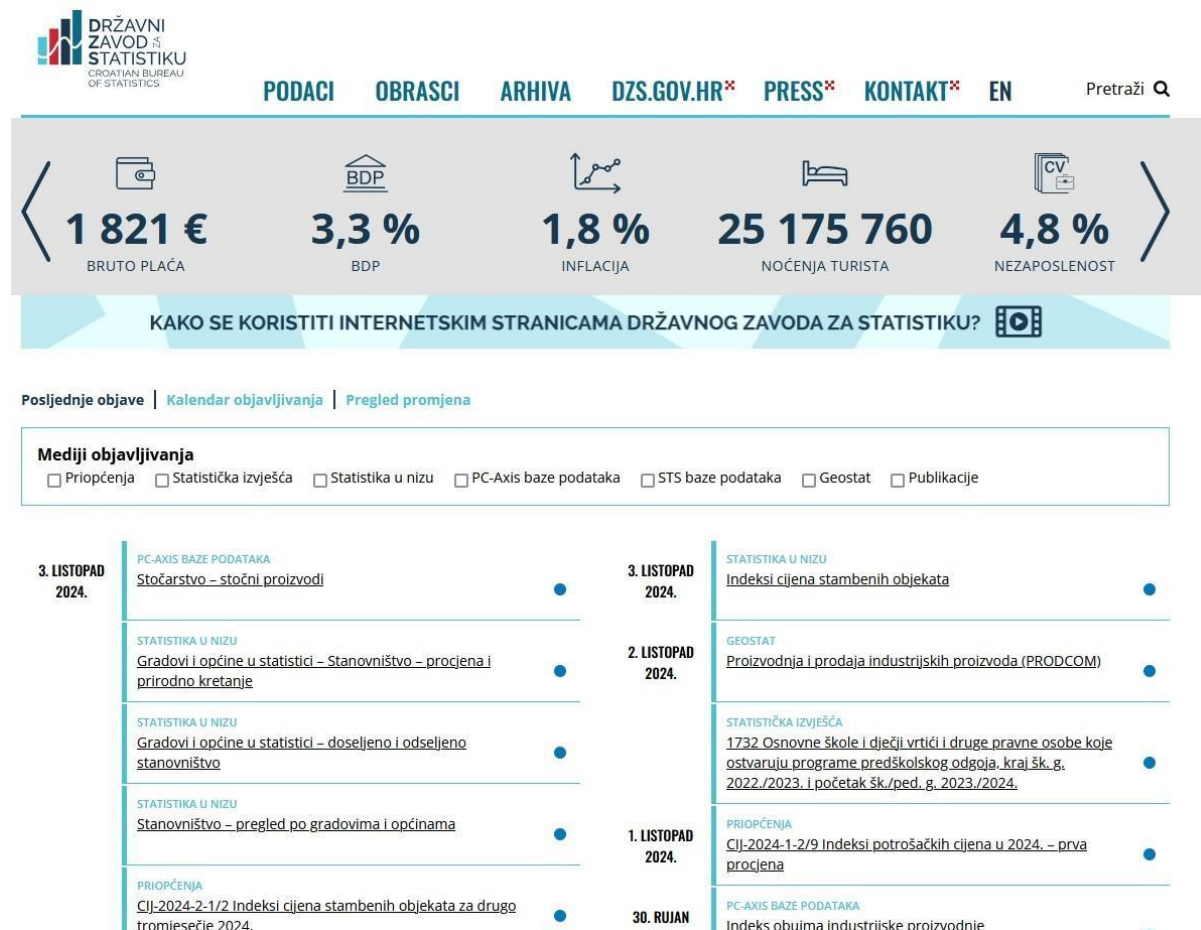 DRŽAVNI
ZAVOD ZA
STATISTIKU
CROATIAN BUREAU
OF STATISTICS
PODACI OBRASCI ARHIVA DZS.GOV.HR PRESS KONTAKT EN Pretraži
BDP CV
1 821 € 3,3 % 1,8 % 25 175 760 4,8 %
BRUTO PLAĆA BDP INFLACIJA NOĆENJA TURISTA NEZAPOSLENOST
KAKO SE KORISTITI INTERNETSKIM STRANICAMA DRŽAVNOG ZAVODA ZA STATISTIKU?
Posljednje objave | Kalendar objavljivanja | Pregled promjena
Mediji objavljivanja
Priopćenja Statistička izvješća Statistika u nizu PC-Axis baze podataka STS baze podataka Geostat Publikacije
3. LISTOPAD
2024.
PC-AXIS BAZE PODATAKA
Stočarstvo – stočni proizvodi
STATISTIKA U NIZU
Gradovi i općine u statistici – Stanovništvo – procjena i
prirodno kretanje
STATISTIKA U NIZU
Gradovi i općine u statistici – doseljeno i odseljeno
stanovništvo
STATISTIKA U NIZU
Stanovništvo – pregled po gradovima i općinama
PRIOPĆENJA
CIJ-2024-2-1/2 Indeksi cijena stambenih objekata za drugo
tromjesečje 2024.
3. LISTOPAD
2024.
STATISTIKA U NIZU
Indeksi cijena stambenih objekata
2. LISTOPAD
2024.
GEOSTAT
Proizvodnja i prodaja industrijskih proizvoda (PRODCOM)
STATISTIČKA IZVJEŠĆA
1732 Osnovne škole i dječji vrtići i druge pravne osobe koje
ostvaruju programe predškolskog odgoja, kraj šk. g.
2022./2023. i početak šk./ped. g. 2023./2024.
1. LISTOPAD
2024.
PRIOPĆENJA
CIJ-2024-1-2/9 Indeksi potrošačkih cijena u 2024. – prva
procjena
30. RUJAN
PC-AXIS BAZE PODATAKA
Indeks obujma industrijske proizvodnje